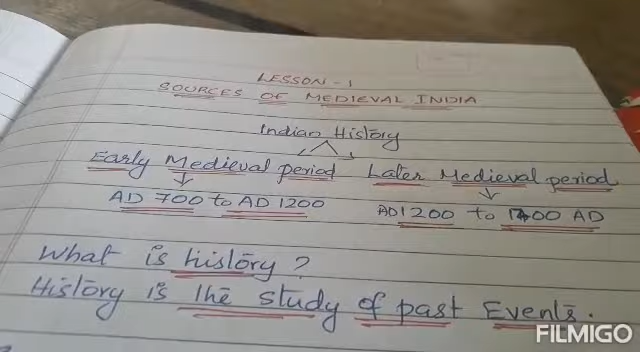 LESSON - 1
SOURCES OF MEDIEVAL INDIA
Indian History
Early Medieval period Later Medieval period
AD 700 to AD 1200 AD 1200 to 1700 AD
What is history?
History is the study of past Events.
FILMIGO